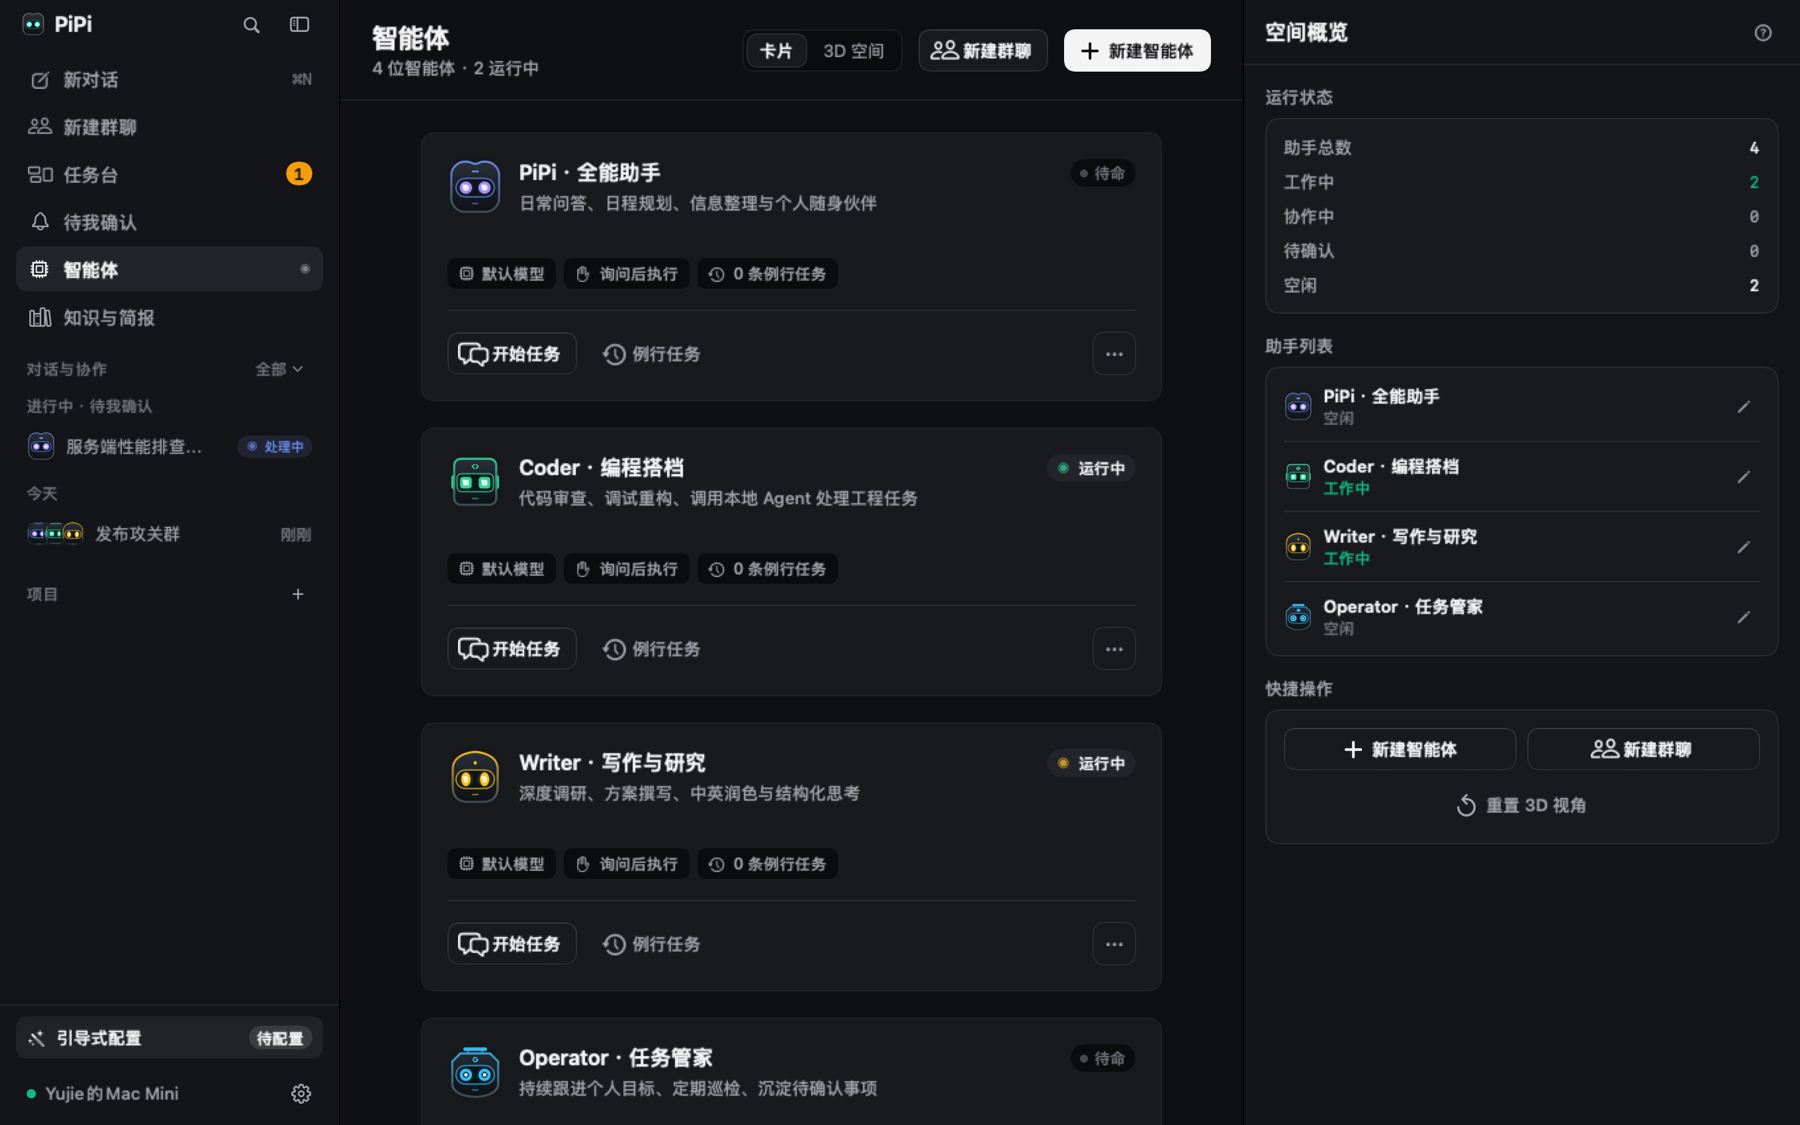 PiPi
新对话 ⌘N
新建群聊
任务台 1
待我确认
智能体
知识与简报
对话与协作 全部
进行中 · 待我确认
服务端性能排查... 处理中
今天
发布攻关群 刚刚
项目 +
引导式配置 待配置
Yujie的Mac Mini
智能体
4 位智能体 · 2 运行中
卡片 3D 空间 新建群聊 + 新建智能体
PiPi · 全能助手 待命
日常问答、日程规划、信息整理与个人随身伙伴
默认模型 询问后执行 0 条例行任务
开始任务 例行任务 ...
Coder · 编程搭档 运行中
代码审查、调试重构、调用本地 Agent 处理工程任务
默认模型 询问后执行 0 条例行任务
开始任务 例行任务 ...
Writer · 写作与研究 运行中
深度调研、方案撰写、中英润色与结构化思考
默认模型 询问后执行 0 条例行任务
开始任务 例行任务 ...
Operator · 任务管家 待命
持续跟进个人目标、定期巡检、沉淀待确认事项
空间概览
运行状态
助手总数 4
工作中 2
协作中 0
待确认 0
空闲 2
助手列表
PiPi · 全能助手
空闲
Coder · 编程搭档
工作中
Writer · 写作与研究
工作中
Operator · 任务管家
空闲
快捷操作
+ 新建智能体 新建群聊
重置 3D 视角